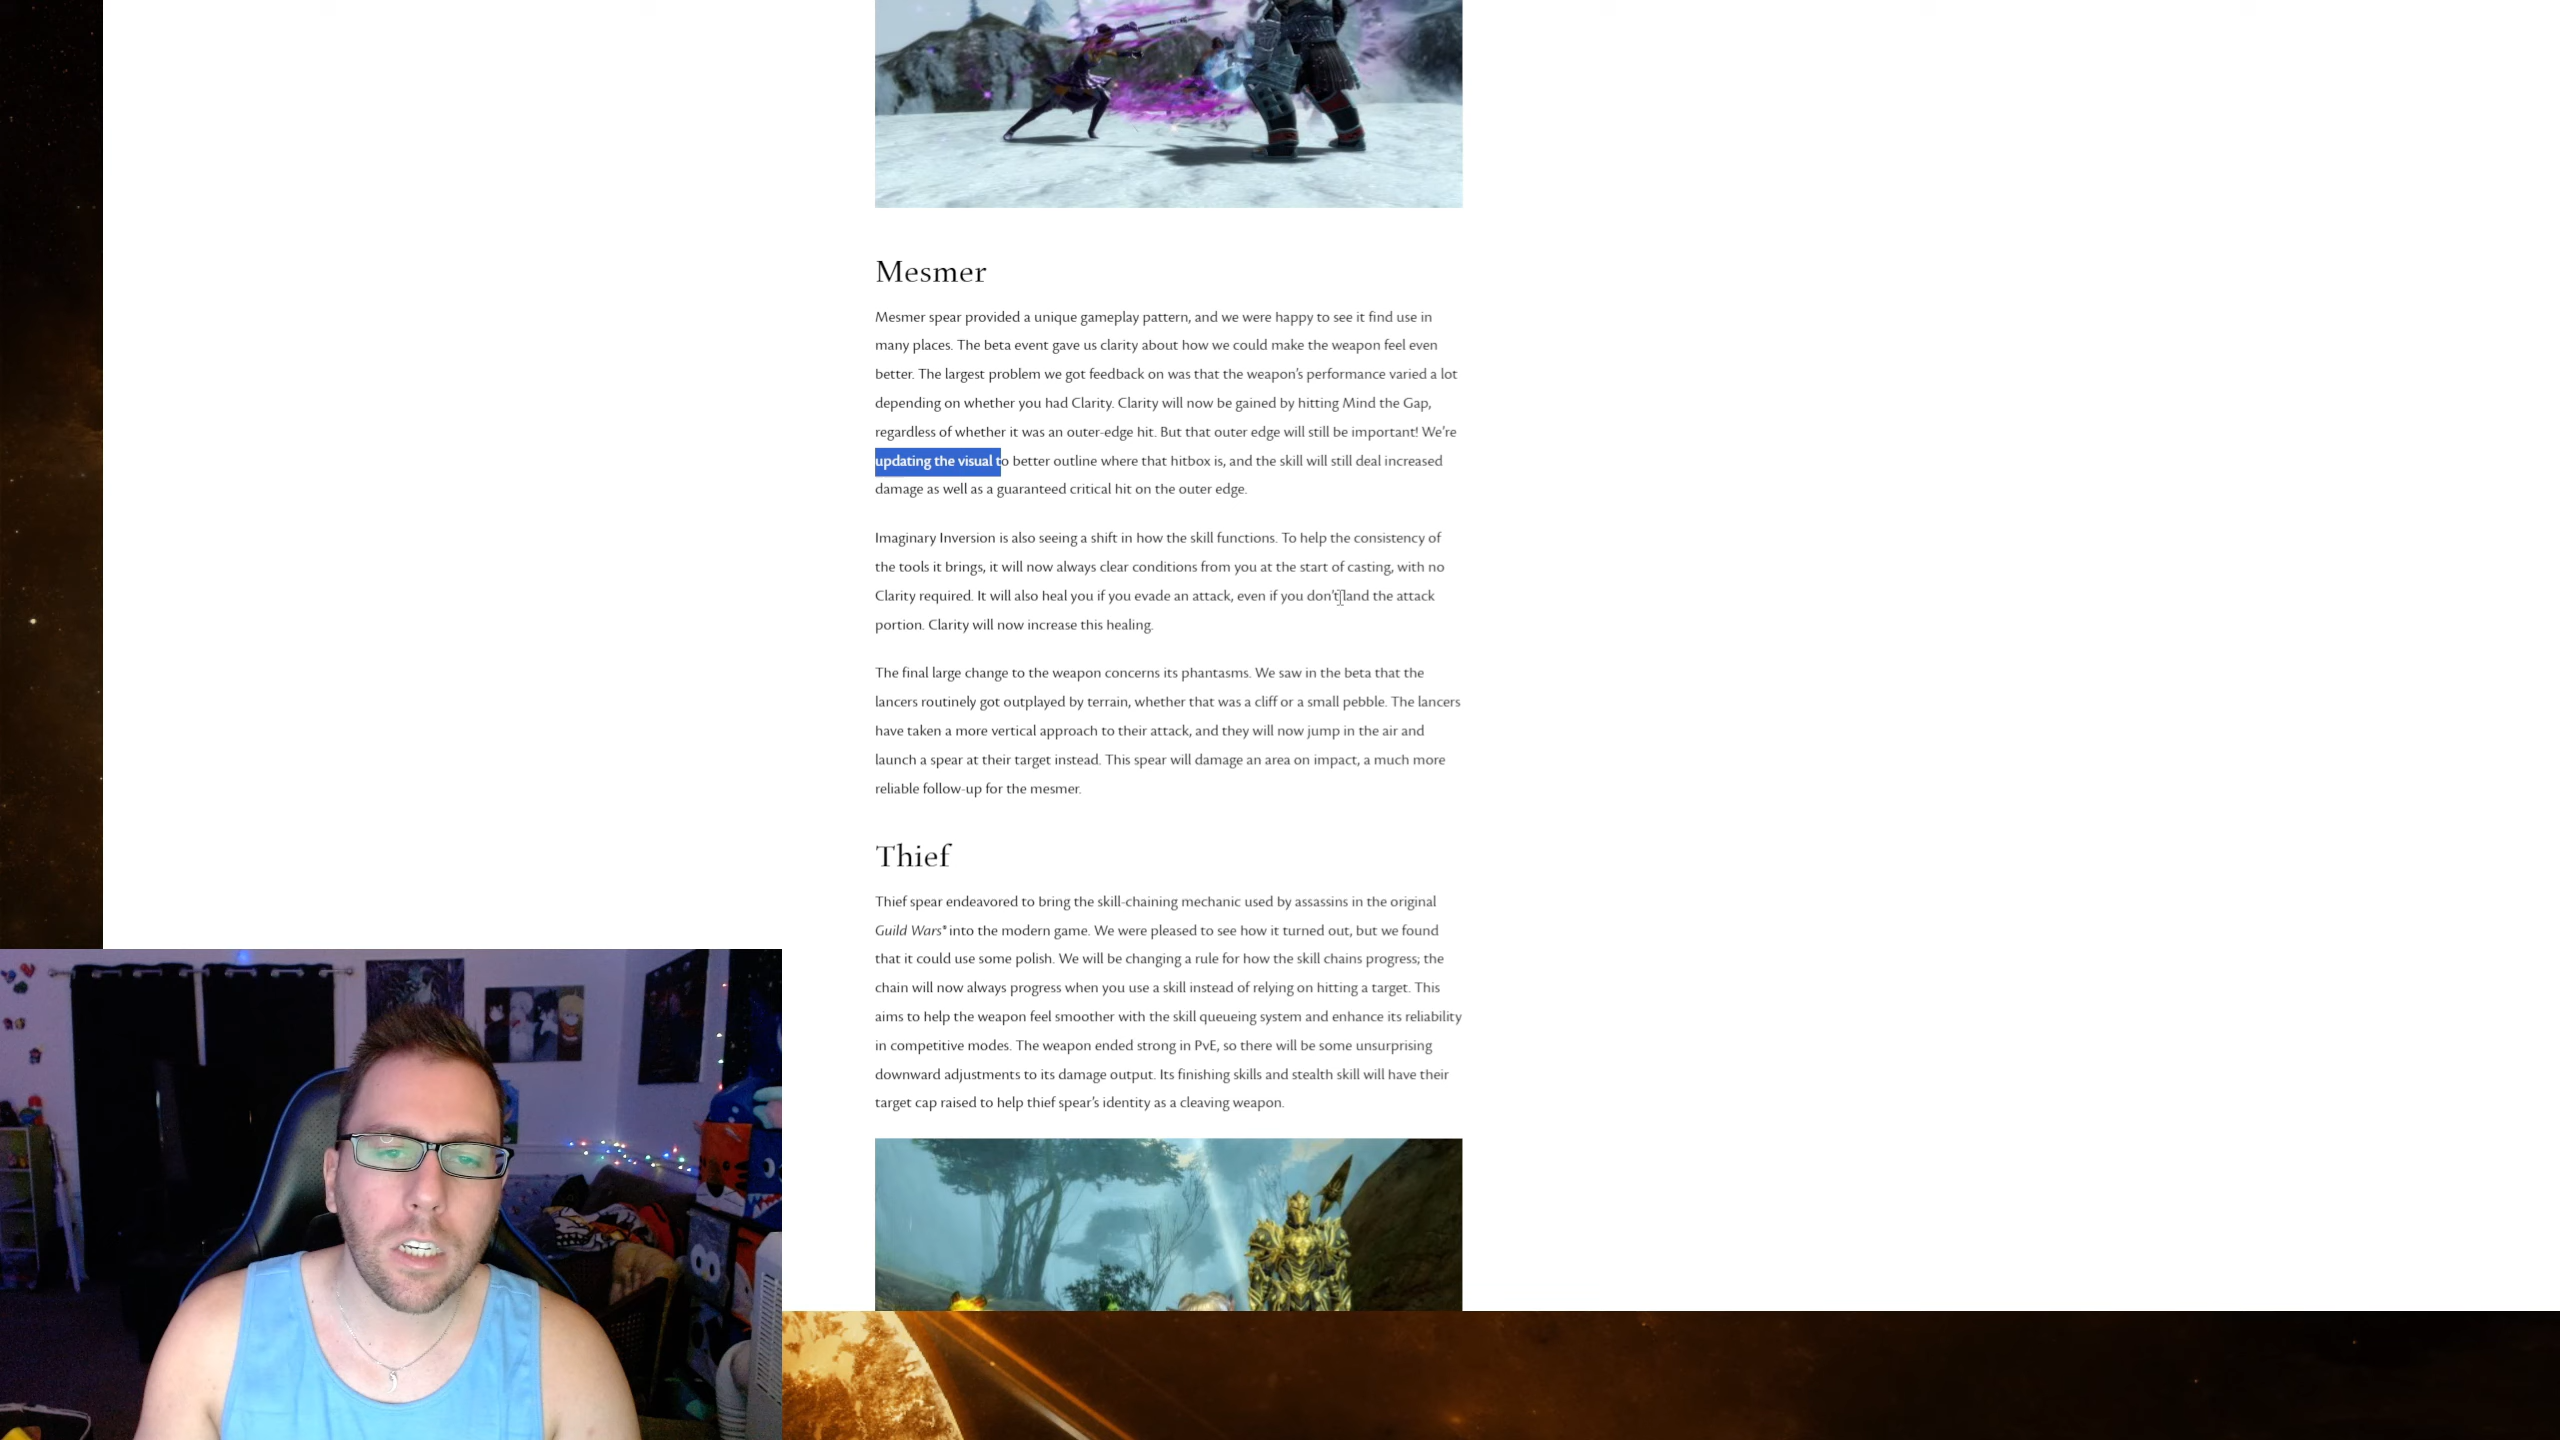 Mesmer
Mesmer spear provided a unique gameplay pattern, and we were happy to see it find use in
many places. The beta event gave us clarity about how we could make the weapon feel even
better. The largest problem we got feedback on was that the weapon’s performance varied a lot
depending on whether you had Clarity. Clarity will now be gained by hitting Mind the Gap,
regardless of whether it was an outer-edge hit. But that outer edge will still be important! We’re
updating the visual to better outline where that hitbox is, and the skill will still deal increased
damage as well as a guaranteed critical hit on the outer edge.
Imaginary Inversion is also seeing a shift in how the skill functions. To help the consistency of
the tools it brings, it will now always clear conditions from you at the start of casting, with no
Clarity required. It will also heal you if you evade an attack, even if you don’t land the attack
portion. Clarity will now increase this healing.
The final large change to the weapon concerns its phantasms. We saw in the beta that the
lancers routinely got outplayed by terrain, whether that was a cliff or a small pebble. The lancers
have taken a more vertical approach to their attack, and they will now jump in the air and
launch a spear at their target instead. This spear will damage an area on impact, a much more
reliable follow-up for the mesmer.
Thief
Thief spear endeavored to bring the skill-chaining mechanic used by assassins in the original
Guild Wars® into the modern game. We were pleased to see how it turned out, but we found
that it could use some polish. We will be changing a rule for how the skill chains progress; the
chain will now always progress when you use a skill instead of relying on hitting a target. This
aims to help the weapon feel smoother with the skill queueing system and enhance its reliability
in competitive modes. The weapon ended strong in PvE, so there will be some unsurprising
downward adjustments to its damage output. Its finishing skills and stealth skill will have their
target cap raised to help thief spear’s identity as a cleaving weapon.